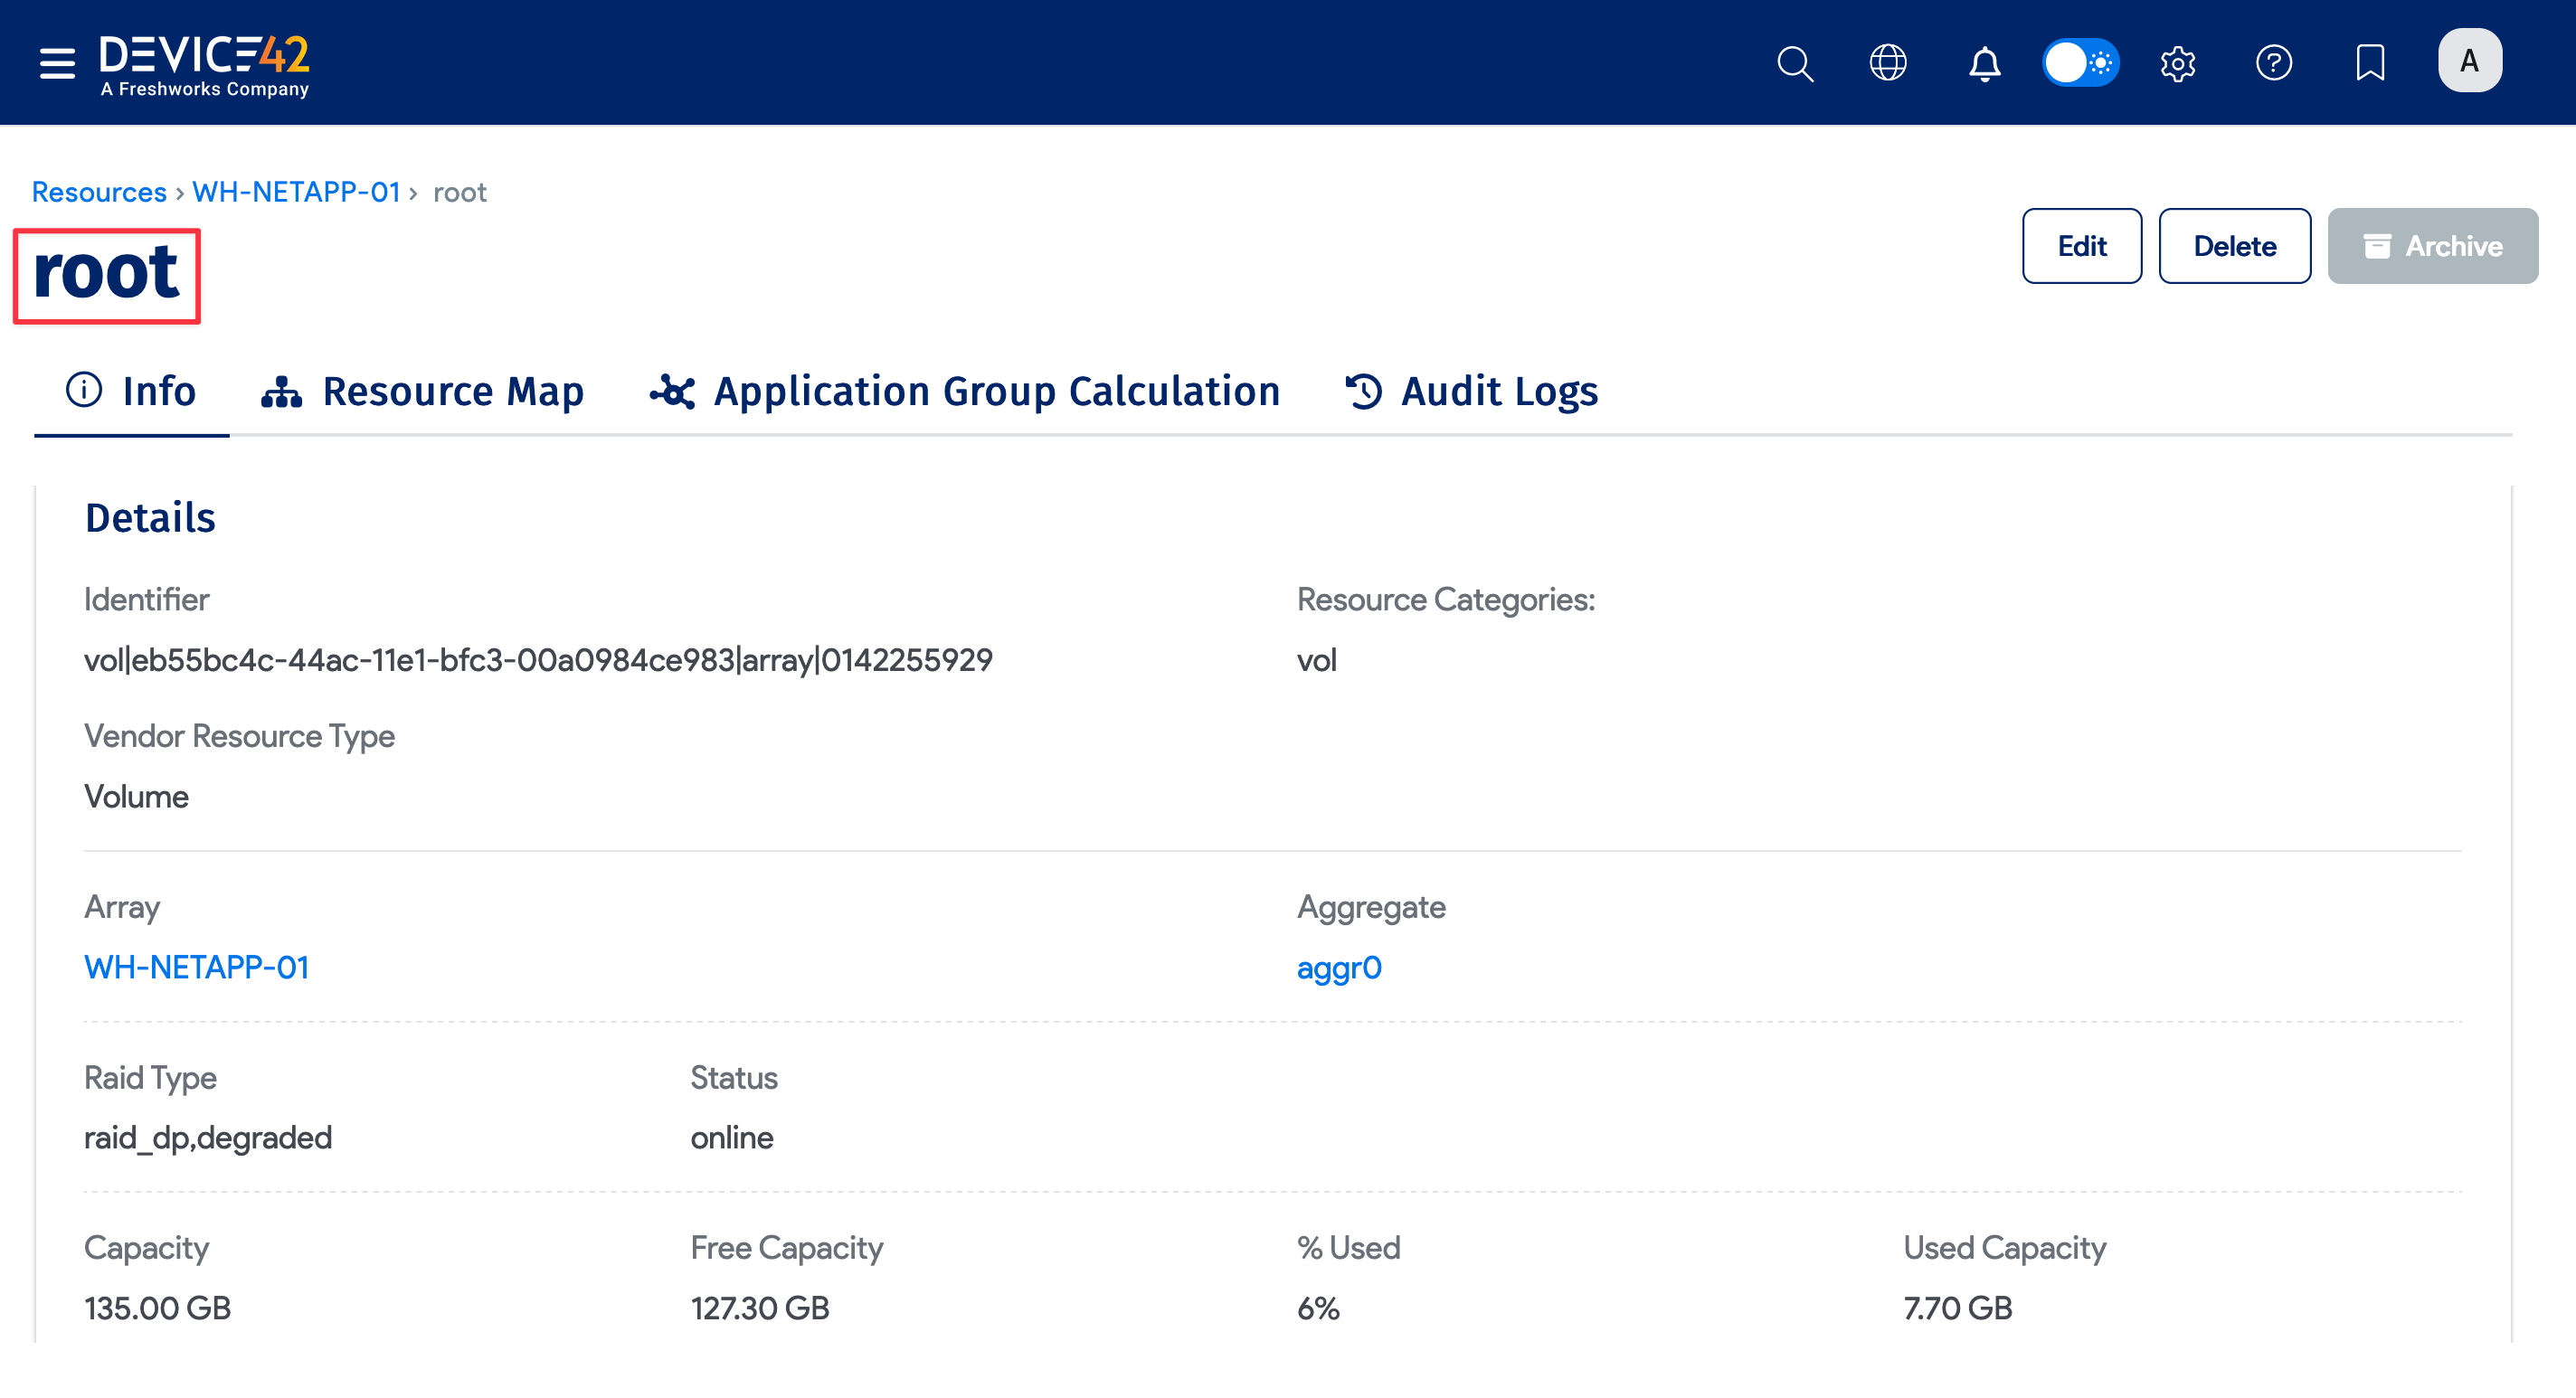 DEVICE42
A Freshworks Company
A
Resources › WH-NETAPP-01 › root
root
Edit
Delete
Archive
Info
Resource Map
Application Group Calculation
Audit Logs
Details
Identifier
Resource Categories:
vol|eb55bc4c-44ac-11e1-bfc3-00a0984ce983|array|0142255929
vol
Vendor Resource Type
Volume
Array
Aggregate
WH-NETAPP-01
aggr0
Raid Type
Status
raid_dp,degraded
online
Capacity
Free Capacity
% Used
Used Capacity
135.00 GB
127.30 GB
6%
7.70 GB